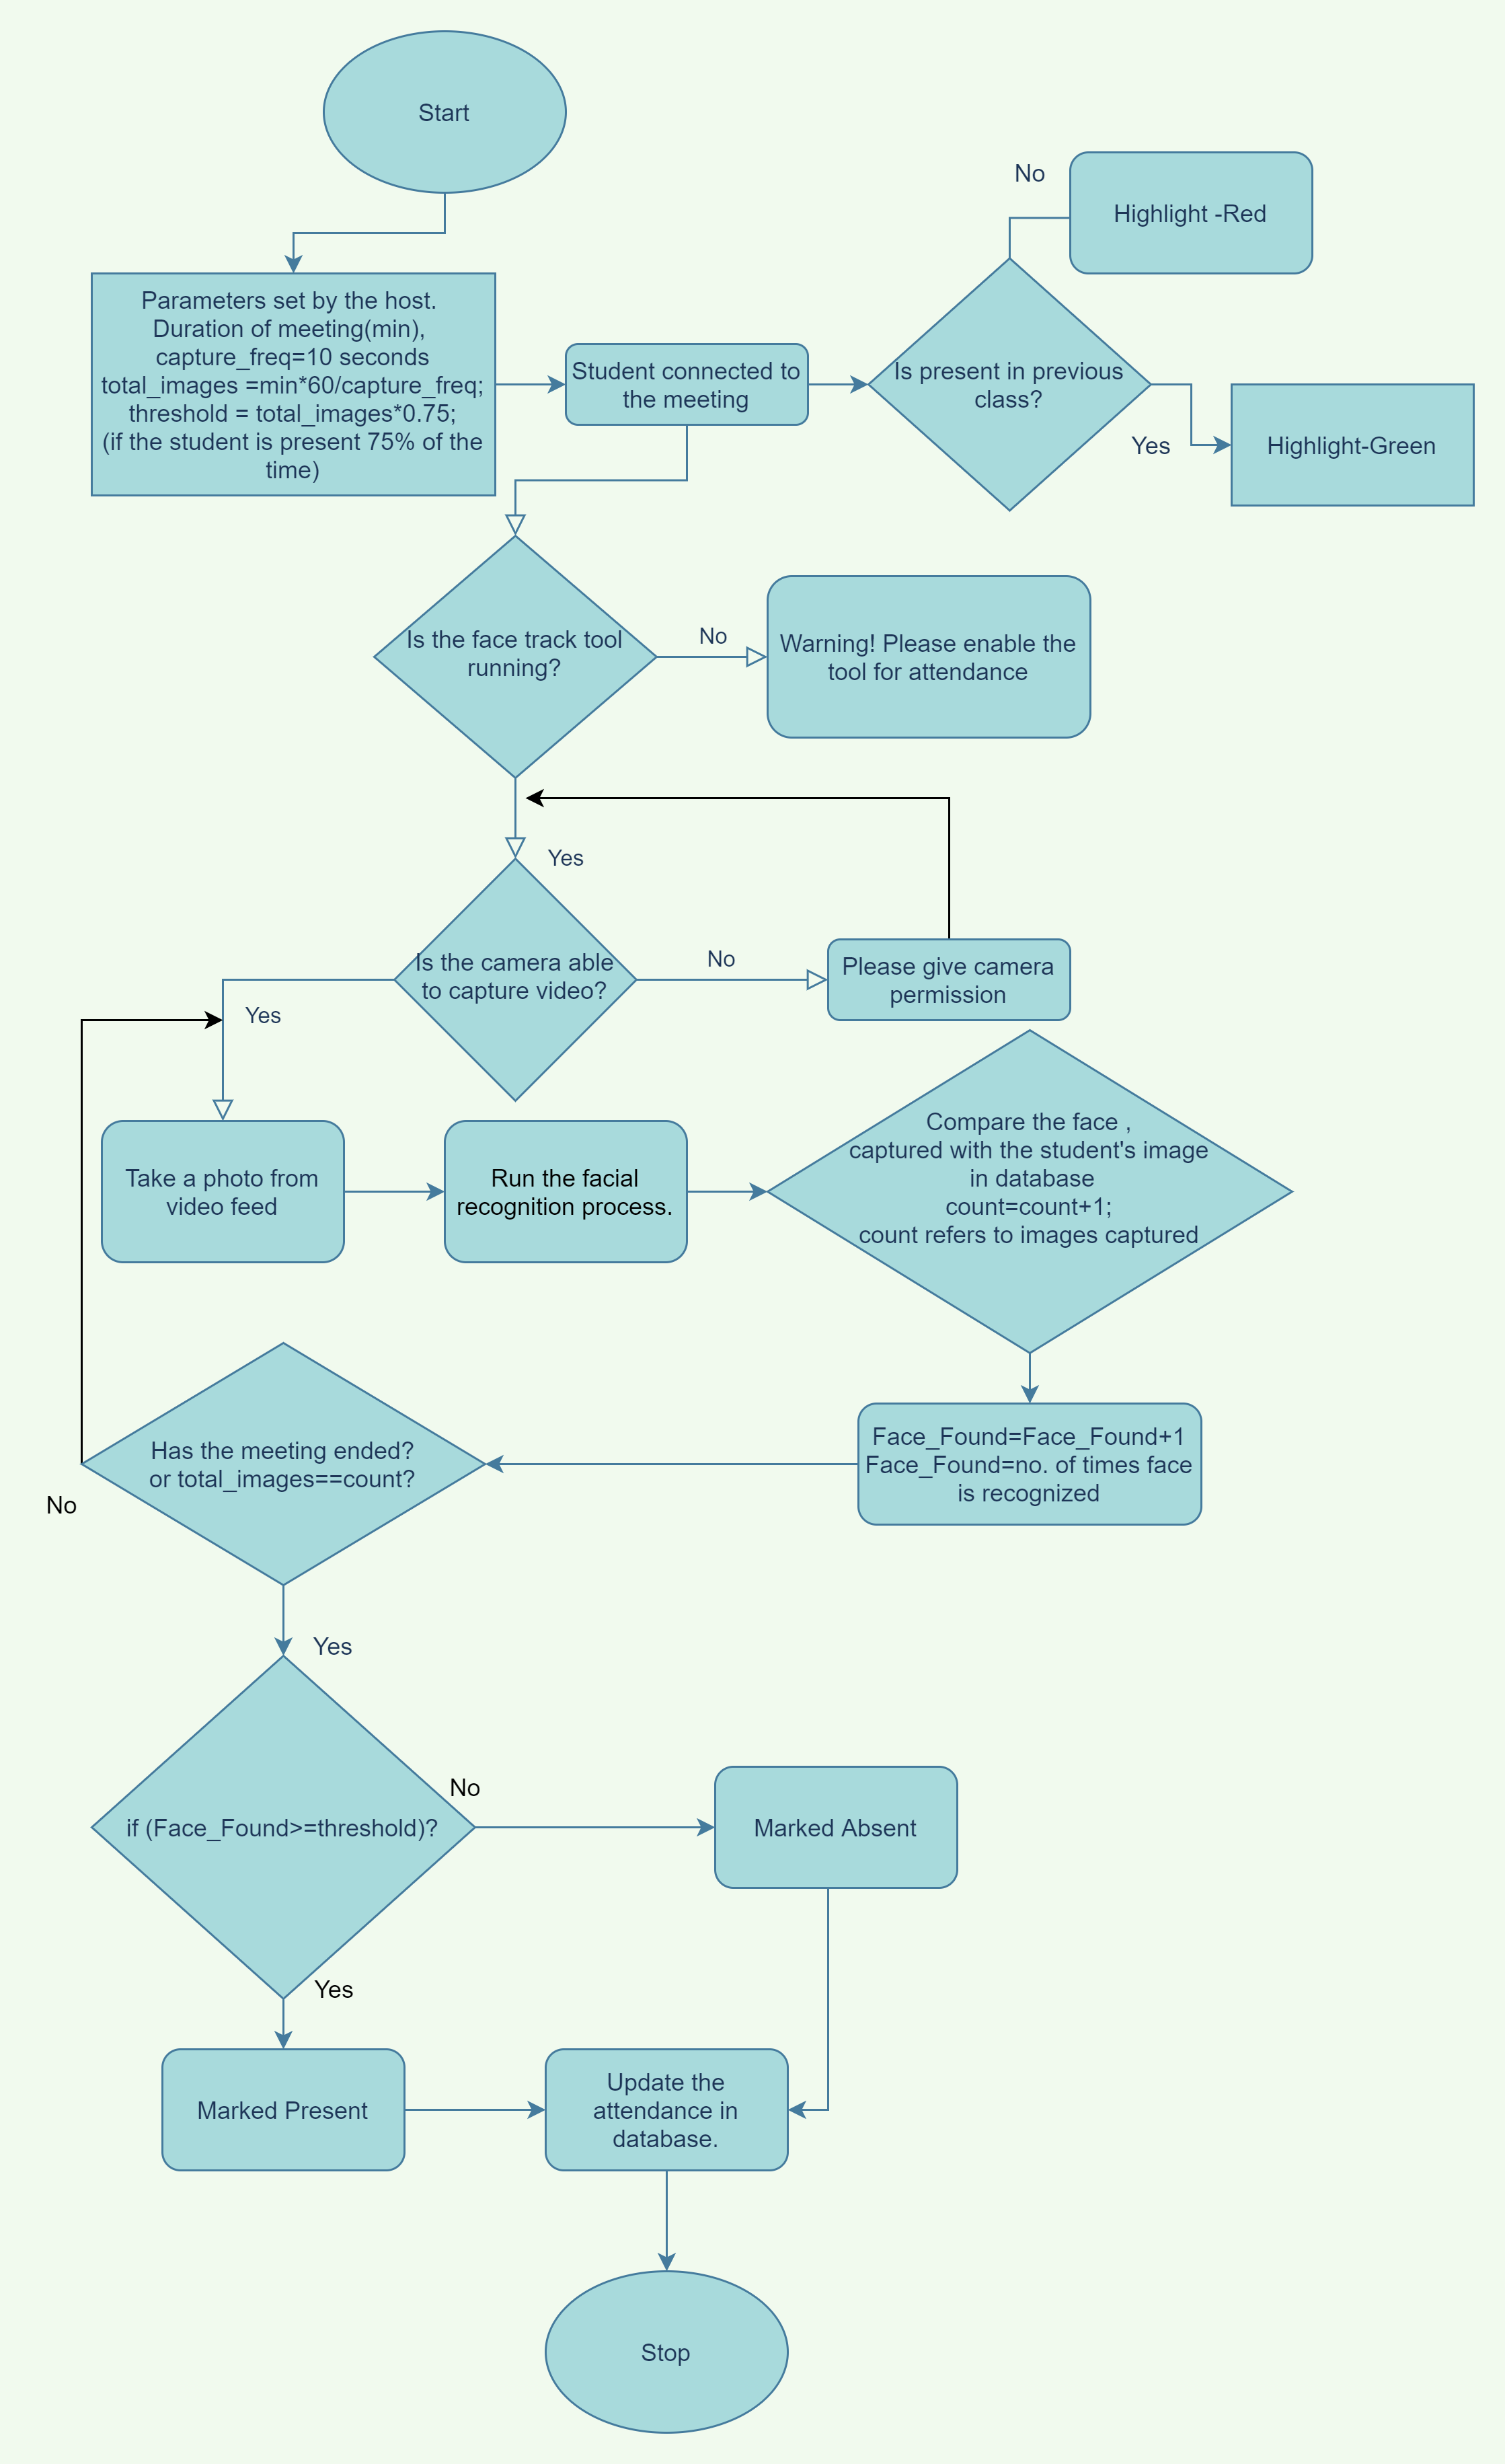 Start
No
Highlight -Red
Parameters set by the host.
Duration of meeting(min),
capture_freq=10 seconds
total_images =min*60/capture_freq;
threshold = total_images*0.75;
(if the student is present 75% of the
time)
Student connected to
the meeting
Is present in previous
class?
Yes
Highlight-Green
Is the face track tool
running?
No
Warning! Please enable the
tool for attendance
Yes
Is the camera able
to capture video?
No
Please give camera
permission
Yes
Take a photo from
video feed
Run the facial
recognition process.
Compare the face ,
captured with the student's image
in database
count=count+1;
count refers to images captured
Face_Found=Face_Found+1
Face_Found=no. of times face
is recognized
Has the meeting ended?
or total_images==count?
No
Yes
if (Face_Found>=threshold)?
No
Marked Absent
Yes
Marked Present
Update the
attendance in
database.
Stop